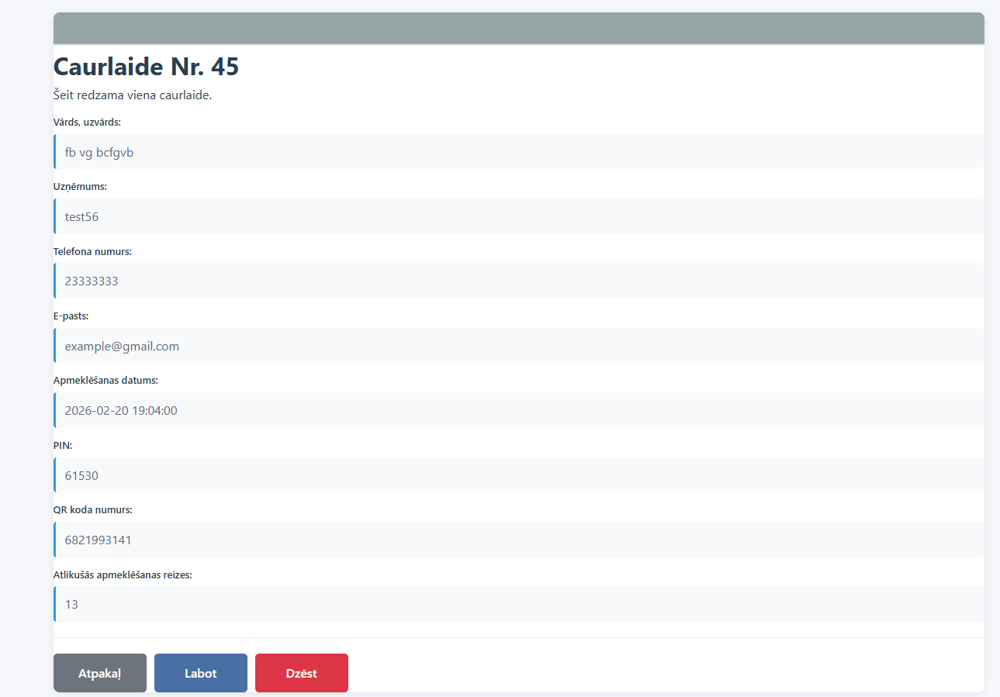 Caurlaide Nr. 45
Šeit redzama viena caurlaide.
Vārds, uzvārds:
fb vg bcfgvb
Uzņēmums:
test56
Telefona numurs:
23333333
E-pasts:
example@gmail.com
Apmeklēšanas datums:
2026-02-20 19:04:00
PIN:
61530
QR koda numurs:
6821993141
Atlikušās apmeklēšanas reizes:
13
Atpakaļ
Labot
Dzēst